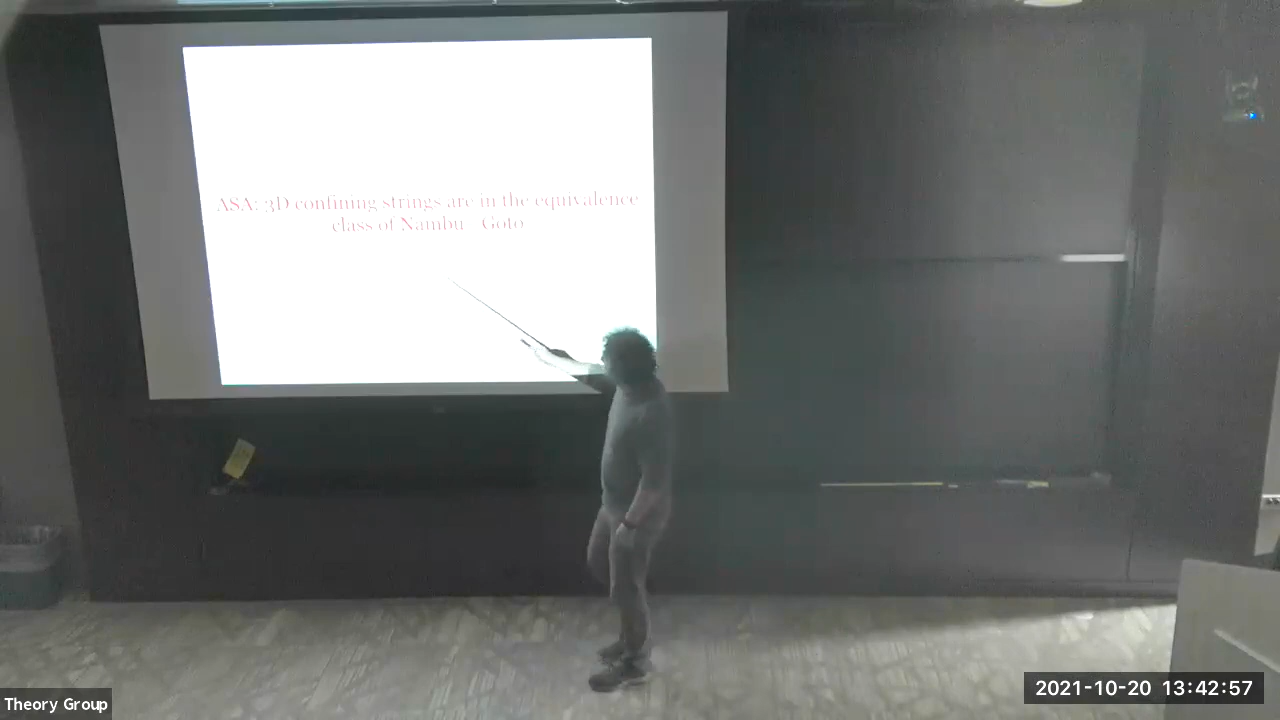 ASA: 3D confining strings are in the equivalence
class of Nambu - Goto
Theory Group
2021-10-20 13:42:57